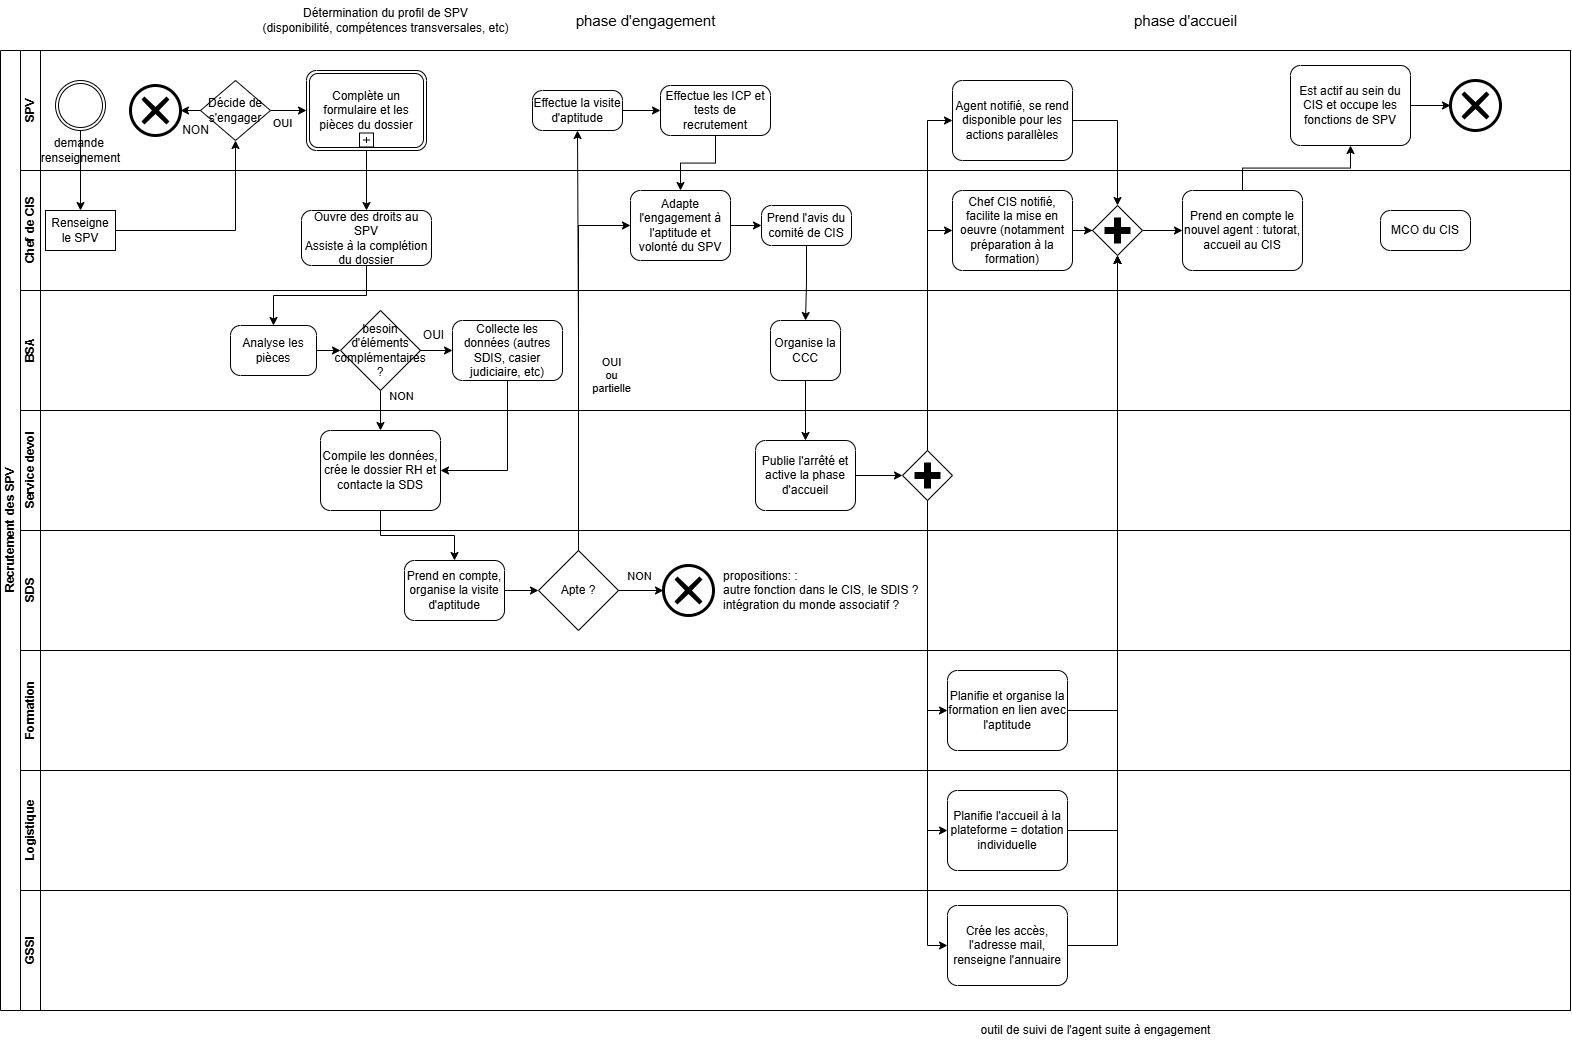 Détermination du profil de SPV
(disponibilité, compétences transversales, etc)
phase d'engagement
phase d'accueil
Recrutement des SPV
SPV
demande
renseignement
Décide de
s'engager
NON
OUI
Complète un
formulaire et les
pièces du dossier
Effectue la visite
d'aptitude
Effectue les ICP et
tests de
recrutement
Agent notifié, se rend
disponible pour les
actions parallèles
Est actif au sein du
CIS et occupe les
fonctions de SPV
Chef de CIS
Renseigne
le SPV
Ouvre des droits au
SPV
Assiste à la complétion
du dossier
Adapte
l'engagement à
l'aptitude et
volonté du SPV
Prend l'avis du
comité de CIS
Chef CIS notifié,
facilite la mise en
oeuvre (notamment
préparation à la
formation)
Prend en compte le
nouvel agent : tutorat,
accueil au CIS
MCO du CIS
BSA
Analyse les
pièces
besoin
d'éléments
complémentaires
?
OUI
NON
Collecte les
données (autres
SDIS, casier
judiciaire, etc)
OUI
ou
partielle
Organise la
CCC
Service devol
Compile les données,
crée le dossier RH et
contacte la SDS
Publie l'arrêté et
active la phase
d'accueil
SDS
Prend en compte,
organise la visite
d'aptitude
Apte ?
NON
propositions: :
autre fonction dans le CIS, le SDIS ?
intégration du monde associatif ?
Formation
Planifie et organise la
formation en lien avec
l'aptitude
Logistique
Planifie l'accueil à la
plateforme = dotation
individuelle
GSSI
Crée les accès,
l'adresse mail,
renseigne l'annuaire
outil de suivi de l'agent suite à engagement